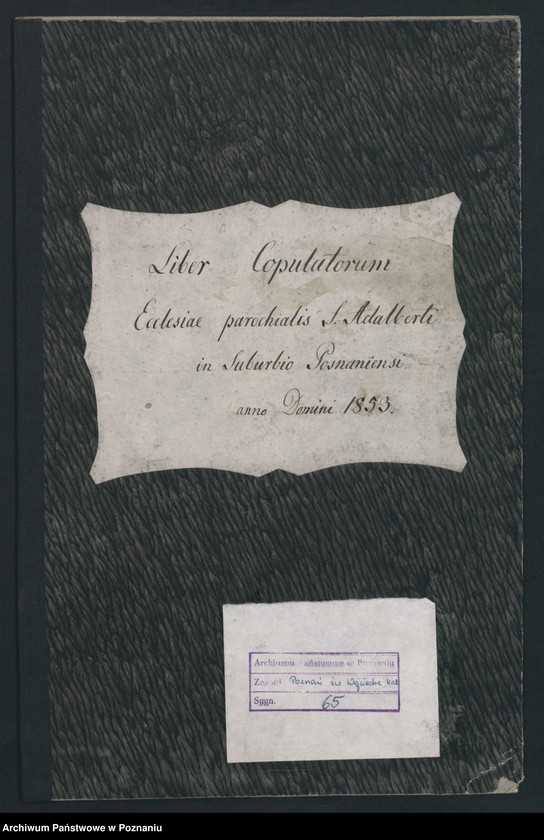 Liber Copulatorum
Ecclesiae parochialis S. Adalberti
in Suburbio Posnaniensi
anno Domini 1853.
Archiwum Państwowe w Poznaniu
Zespół Poznań św Wojciecha kat
Sygn. 65
Archiwum Państwowe w Poznaniu